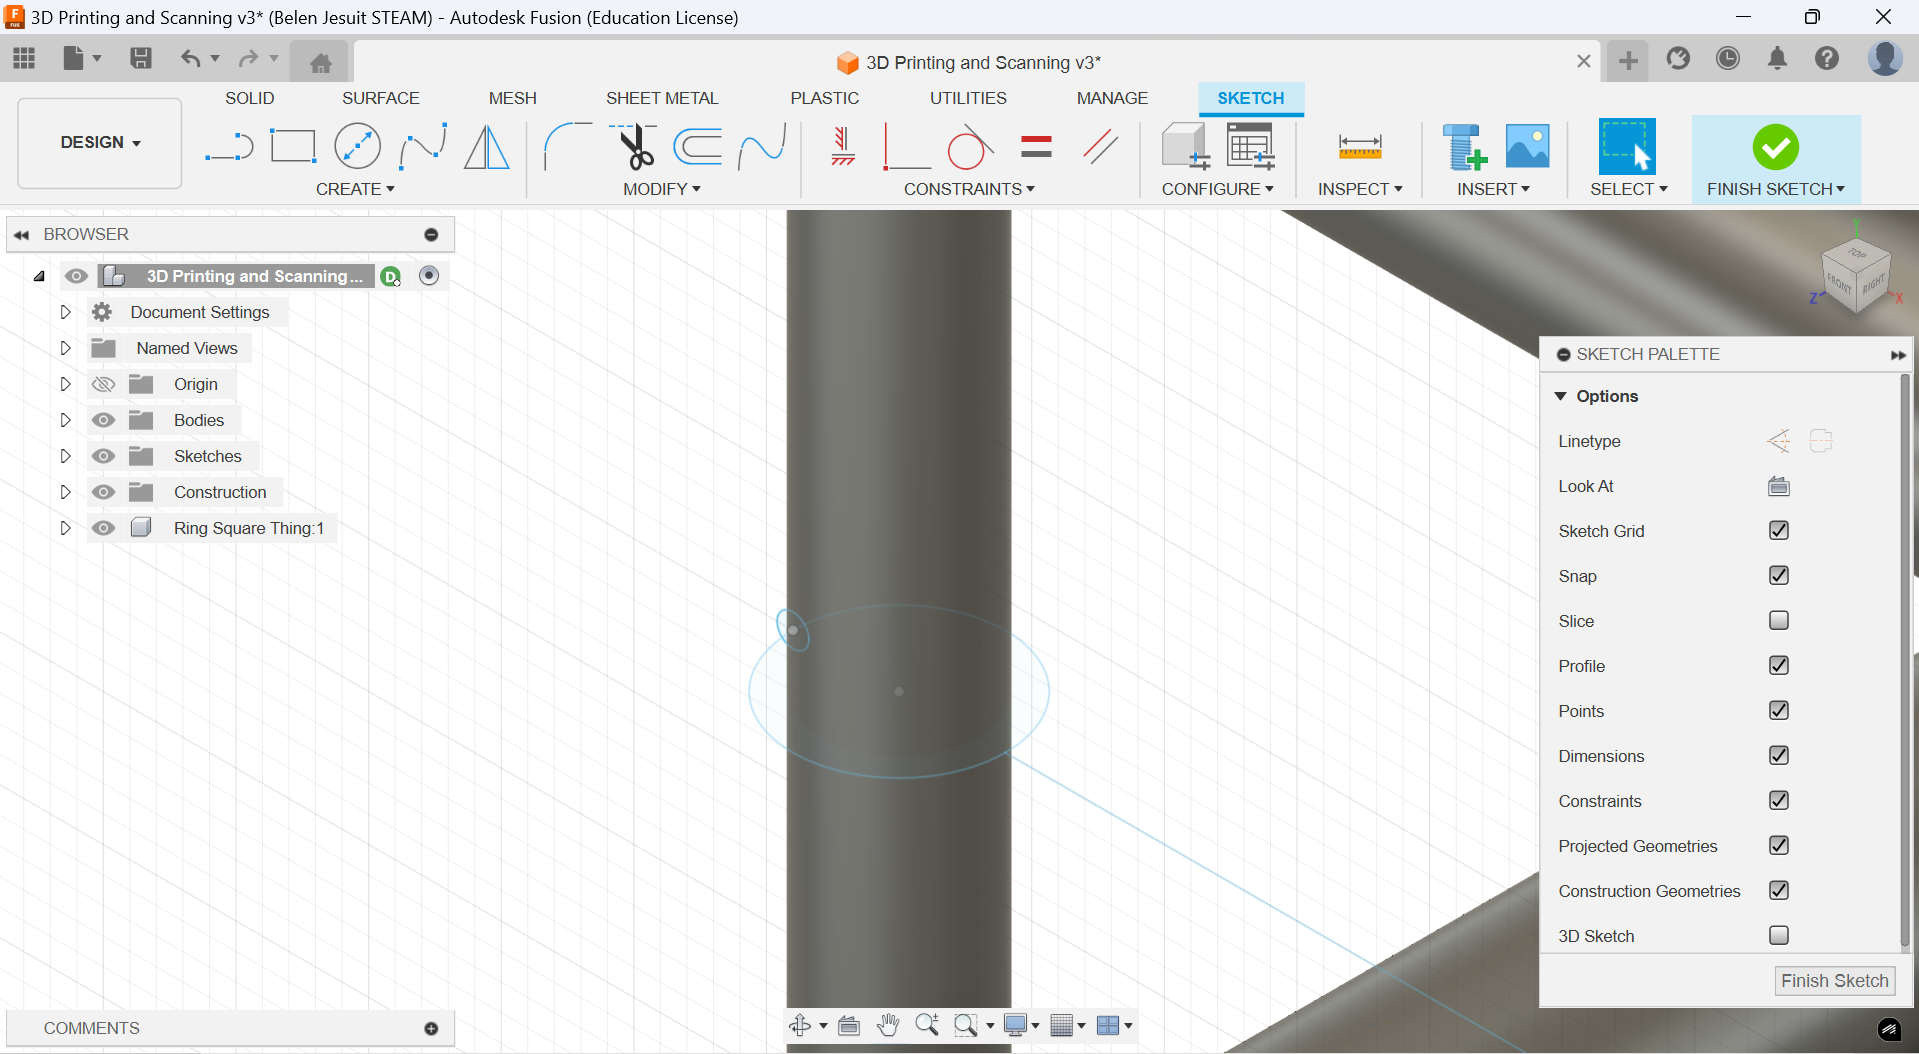 3D Printing and Scanning v3* (Belen Jesuit STEAM) - Autodesk Fusion (Education License)
3D Printing and Scanning v3*
SOLID SURFACE MESH SHEET METAL PLASTIC UTILITIES MANAGE SKETCH
DESIGN
CREATE MODIFY CONSTRAINTS CONFIGURE INSPECT INSERT SELECT FINISH SKETCH
BROWSER
3D Printing and Scanning... D
Document Settings
Named Views
Origin
Bodies
Sketches
Construction
Ring Square Thing:1
Y
TOP
FRONT RIGHT
Z X
SKETCH PALETTE
Options
Linetype
Look At
Sketch Grid
Snap
Slice
Profile
Points
Dimensions
Constraints
Projected Geometries
Construction Geometries
3D Sketch
Finish Sketch
COMMENTS